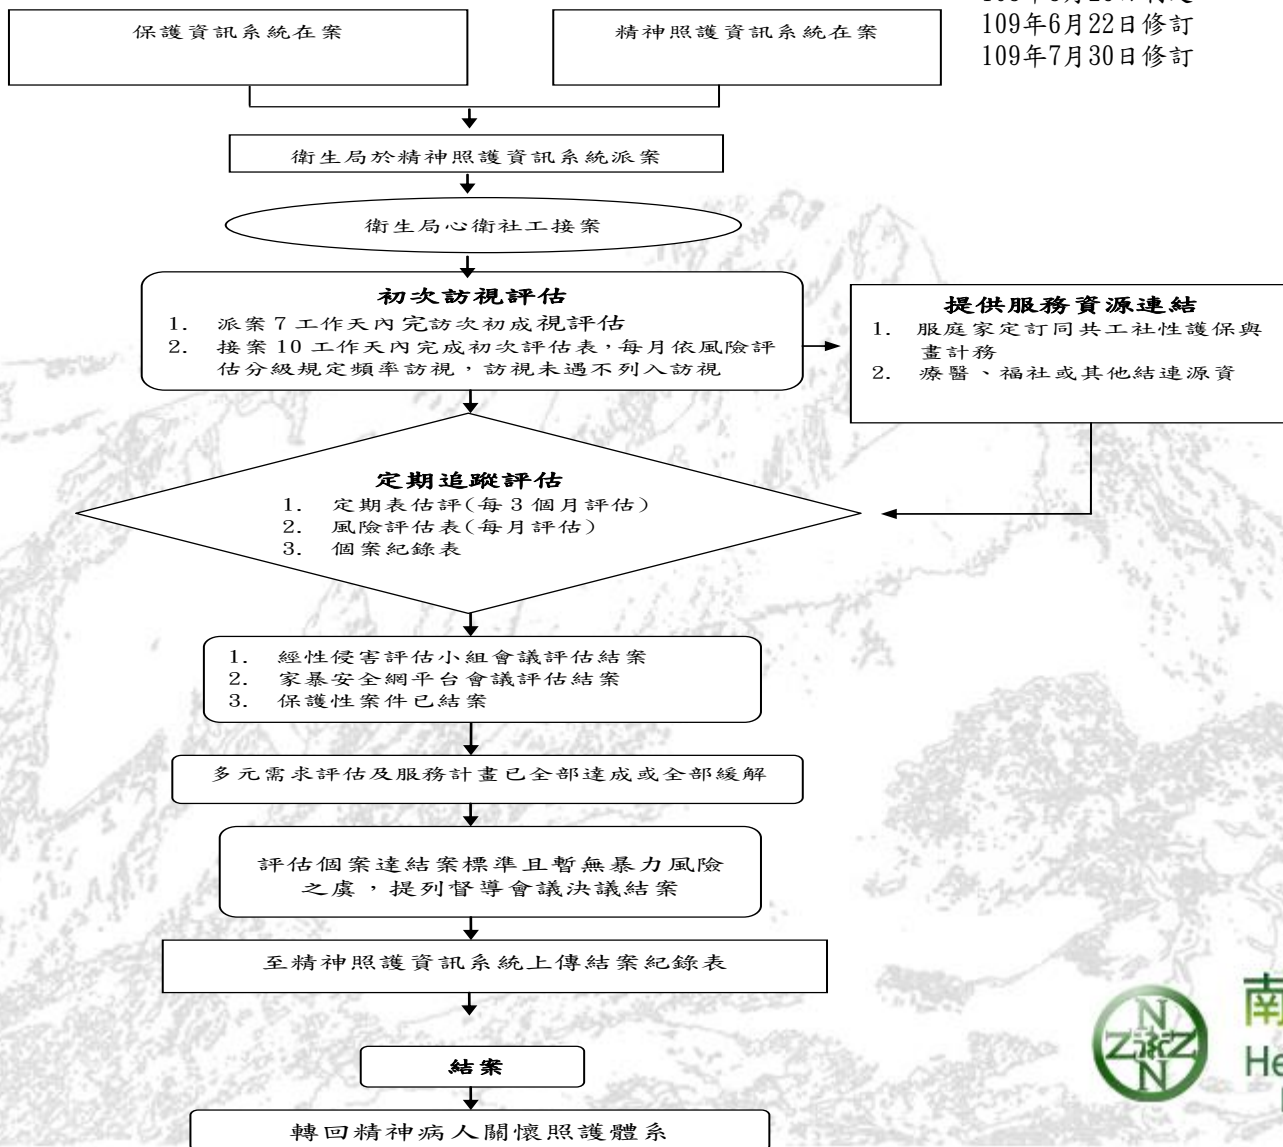 109年6月22日修訂
109年7月30日修訂
保護資訊系統在案
精神照護資訊系統在案
衛生局於精神照護資訊系統派案
衛生局心衛社工接案
初次訪視評估
1. 派案 7 工作天內完訪次初成視評估
2. 接案 10 工作天內完成初次評估表，每月依風險評
估分級規定頻率訪視，訪視未遇不列入訪視
提供服務資源連結
1. 服庭家定訂同共工社性護保與
畫計務
2. 療醫、福社或其他結連源資
定期追蹤評估
1. 定期表估評(每 3 個月評估)
2. 風險評估表(每月評估)
3. 個案紀錄表
1. 經性侵害評估小組會議評估結案
2. 家暴安全網平台會議評估結案
3. 保護性案件已結案
多元需求評估及服務計畫已全部達成或全部緩解
評估個案達結案標準且暫無暴力風險
之虞，提列督導會議決議結案
至精神照護資訊系統上傳結案紀錄表
結案
轉回精神病人關懷照護體系
南
He